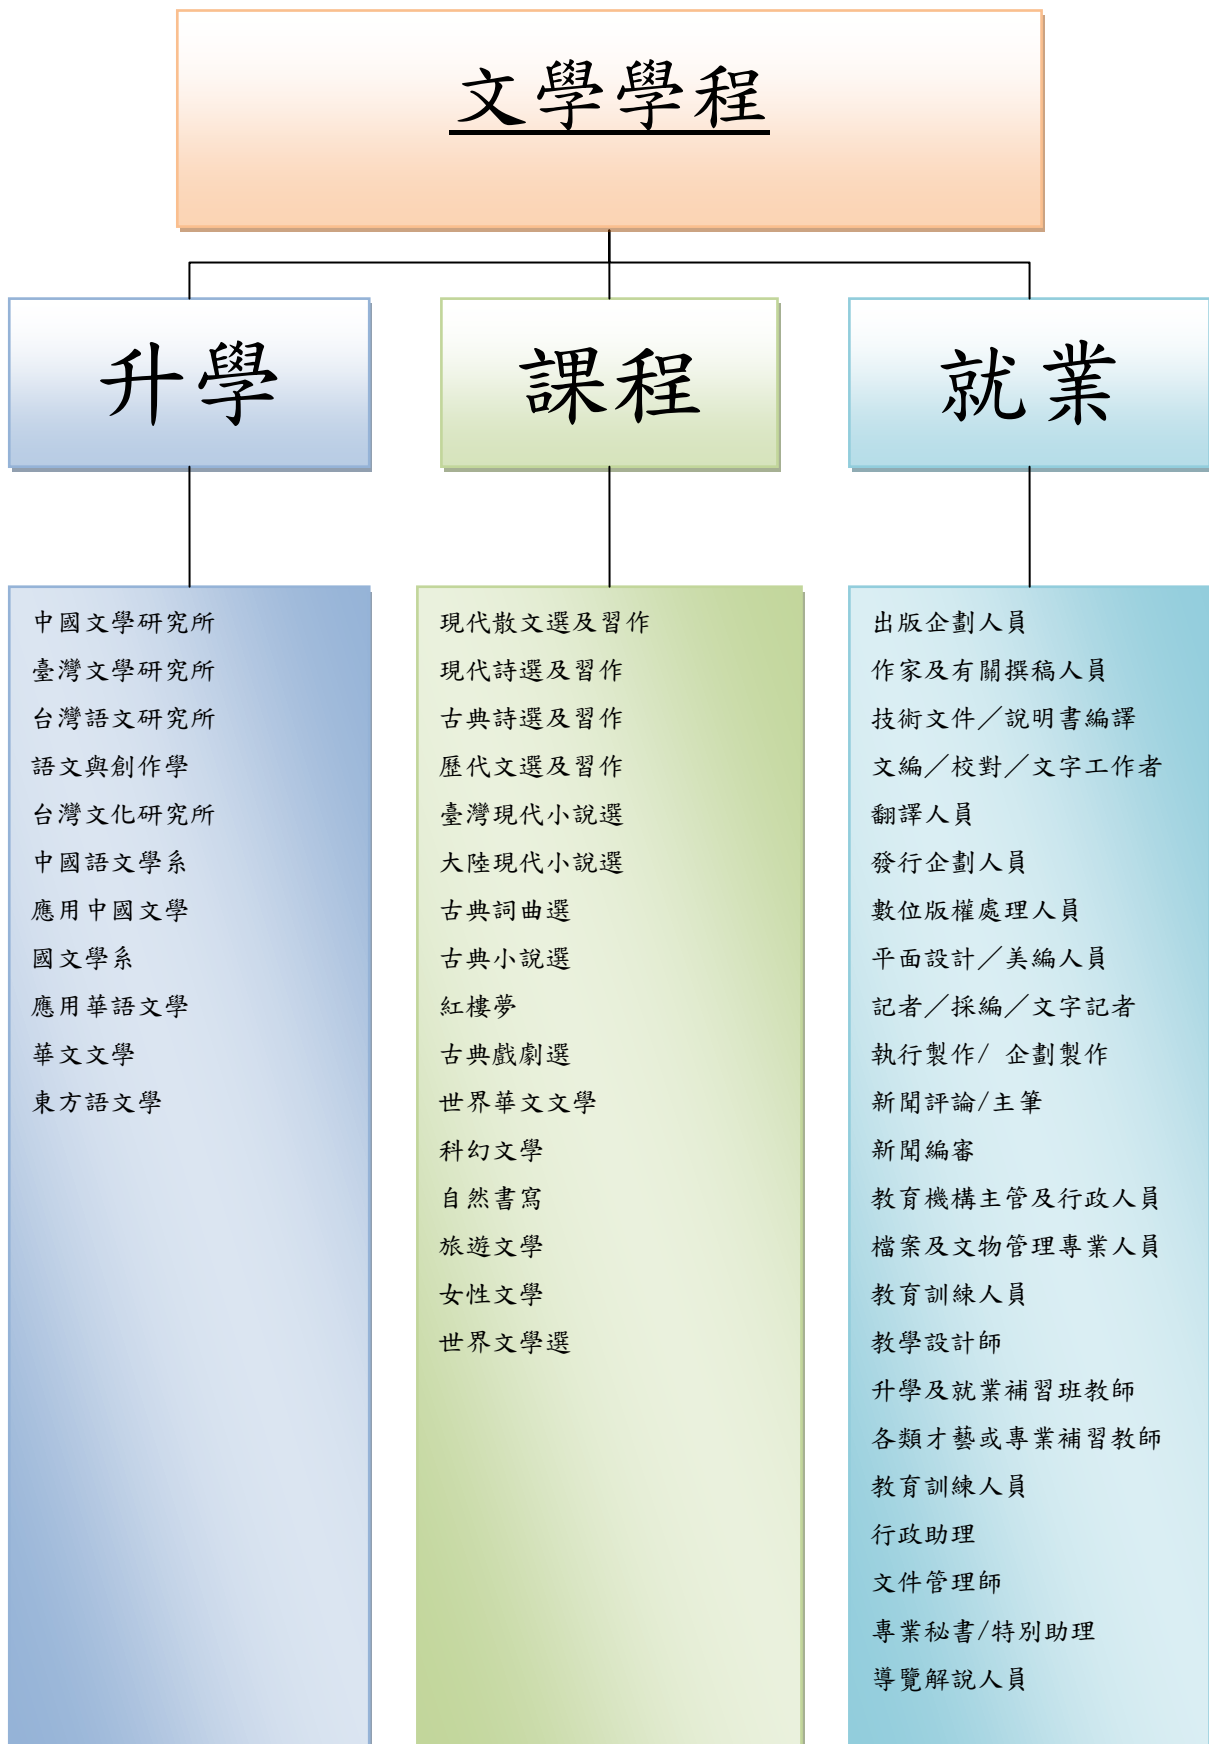 文學學程
升學
課程
就業
中國文學研究所
臺灣文學研究所
台灣語文研究所
語文與創作學
台灣文化研究所
中國語文學系
應用中國文學
國文學系
應用華語文學
華文文學
東方語文學
現代散文選及習作
現代詩選及習作
古典詩選及習作
歷代文選及習作
臺灣現代小說選
大陸現代小說選
古典詞曲選
古典小說選
紅樓夢
古典戲劇選
世界華文文學
科幻文學
自然書寫
旅遊文學
女性文學
世界文學選
出版企劃人員
作家及有關撰稿人員
技術文件／說明書編譯
文編／校對／文字工作者
翻譯人員
發行企劃人員
數位版權處理人員
平面設計／美編人員
記者／採編／文字記者
執行製作/ 企劃製作
新聞評論/主筆
新聞編審
教育機構主管及行政人員
檔案及文物管理專業人員
教育訓練人員
教學設計師
升學及就業補習班教師
各類才藝或專業補習教師
教育訓練人員
行政助理
文件管理師
專業秘書/特別助理
導覽解說人員